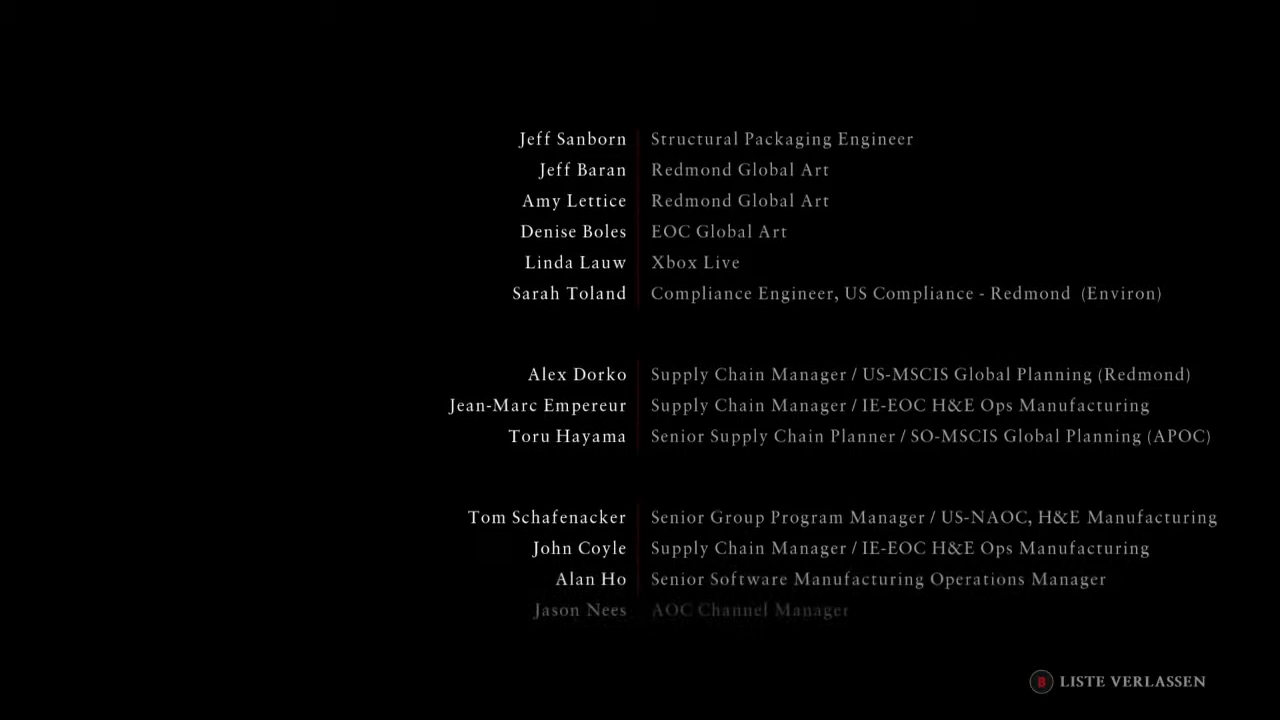 Jeff Sanborn Structural Packaging Engineer
Jeff Baran Redmond Global Art
Amy Lettice Redmond Global Art
Denise Boles EOC Global Art
Linda Lauw Xbox Live
Sarah Toland Compliance Engineer, US Compliance - Redmond (Environ)
Alex Dorko Supply Chain Manager / US-MSCIS Global Planning (Redmond)
Jean-Marc Empereur Supply Chain Manager / IE-EOC H&E Ops Manufacturing
Toru Hayama Senior Supply Chain Planner / SO-MSCIS Global Planning (APOC)
Tom Schafenacker Senior Group Program Manager / US-NAOC, H&E Manufacturing
John Coyle Supply Chain Manager / IE-EOC H&E Ops Manufacturing
Alan Ho Senior Software Manufacturing Operations Manager
Jason Nees AOC Channel Manager
B LISTE VERLASSEN